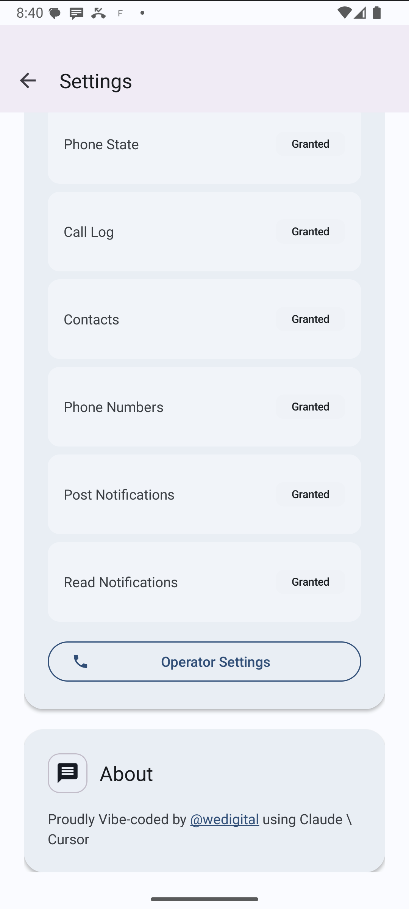 8:40 F
Settings
Phone State Granted
Call Log Granted
Contacts Granted
Phone Numbers Granted
Post Notifications Granted
Read Notifications Granted
Operator Settings
About
Proudly Vibe-coded by @wedigital using Claude \
Cursor